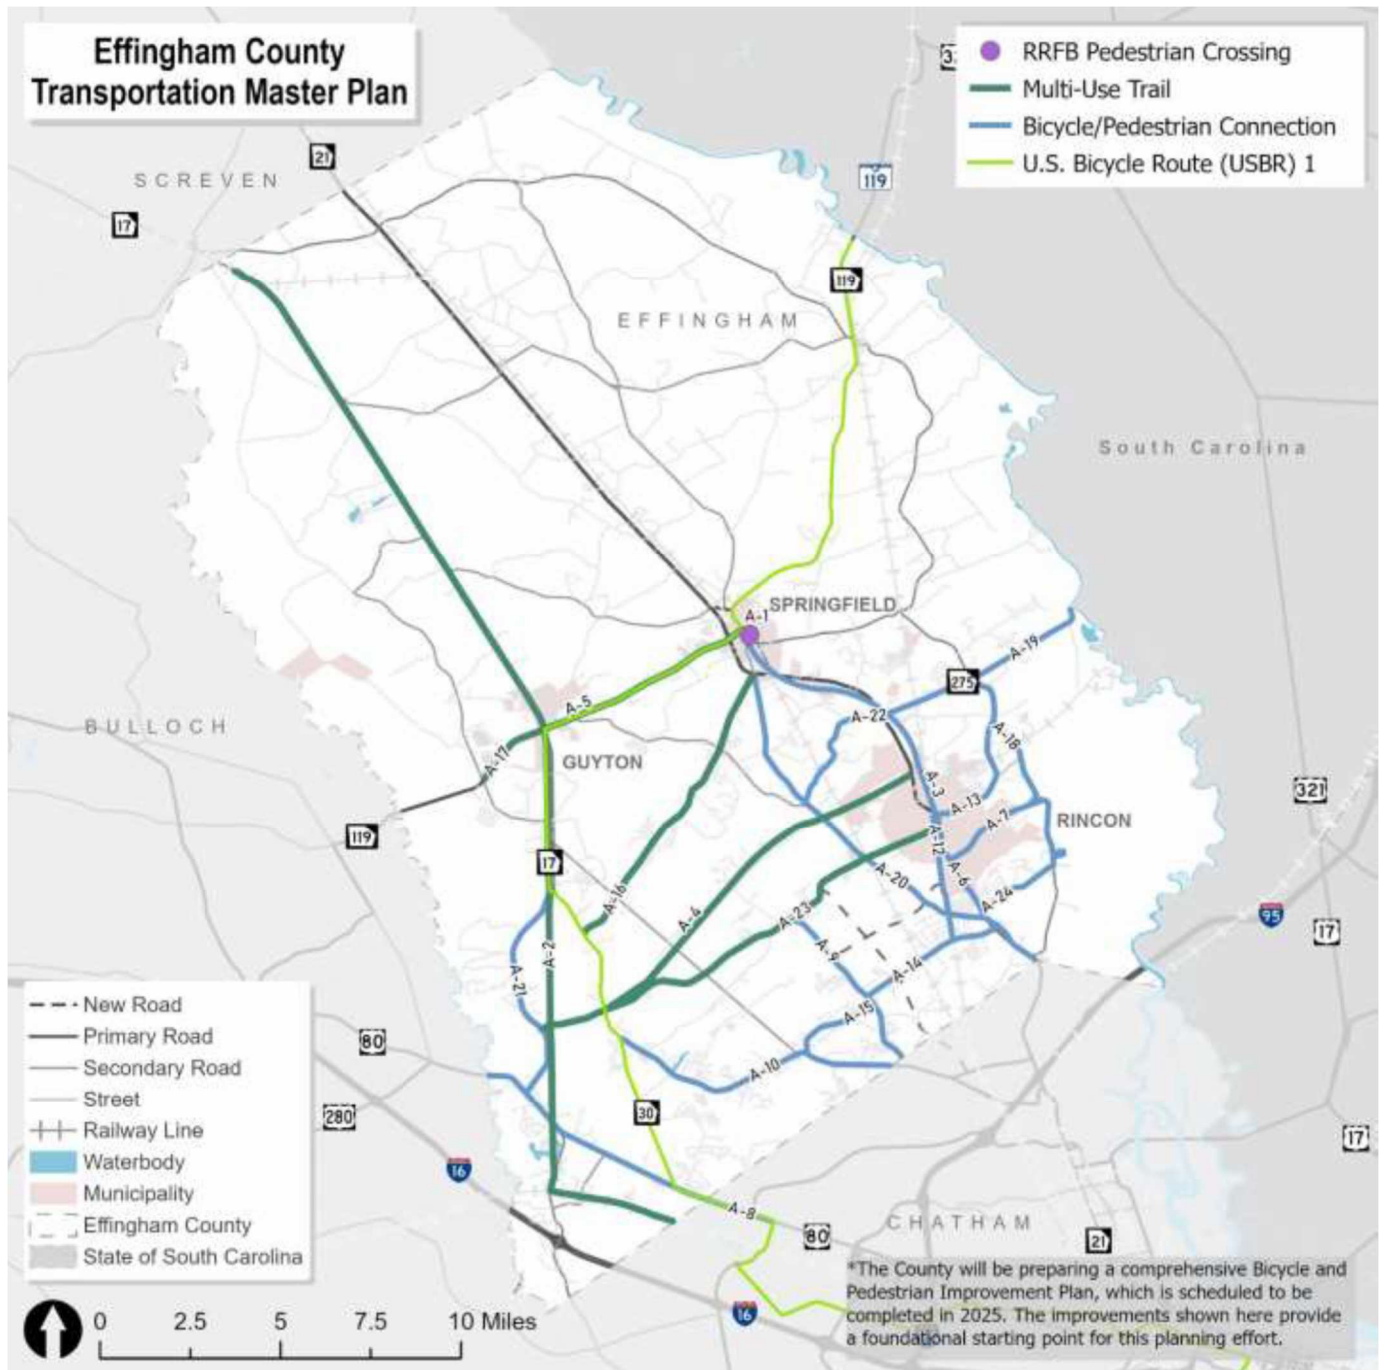 Effingham County
Transportation Master Plan
RRFB Pedestrian Crossing
Multi-Use Trail
Bicycle/Pedestrian Connection
U.S. Bicycle Route (USBR) 1
21
SCREVEN
17
119
119
EFFINGHAM
South Carolina
SPRINGFIELD
A-1
A-19
275
A-5
A-22
A-18
BULLOCH
A-17
GUYTON
A-3
A-13
A-7
RINCON
321
119
17
A-12
A-6
A-20
A-24
A-16
A-4
A-23
95
17
A-2
A-9
A-14
A-21
A-15
A-10
80
280
30
17
16
A-8
80
CHATHAM
21
16
New Road
Primary Road
Secondary Road
Street
Railway Line
Waterbody
Municipality
Effingham County
State of South Carolina
0 2.5 5 7.5 10 Miles
*The County will be preparing a comprehensive Bicycle and
Pedestrian Improvement Plan, which is scheduled to be
completed in 2025. The improvements shown here provide
a foundational starting point for this planning effort.